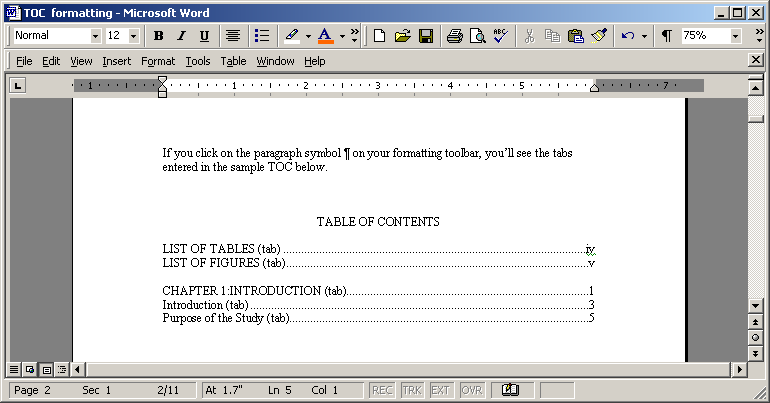 TOC formatting - Microsoft Word
Normal 12 B I U A 75%
File Edit View Insert Format Tools Table Window Help
1 1 2 3 4 5 7
If you click on the paragraph symbol ¶ on your formatting toolbar, you'll see the tabs
entered in the sample TOC below.
TABLE OF CONTENTS
LIST OF TABLES (tab) ........................................iv
LIST OF FIGURES (tab)........................................v
CHAPTER 1:INTRODUCTION (tab)........................................1
Introduction (tab) ........................................3
Purpose of the Study (tab)........................................5
Page 2 Sec 1 2/11 At 1.7" Ln 5 Col 1 REC TRK EXT OVR